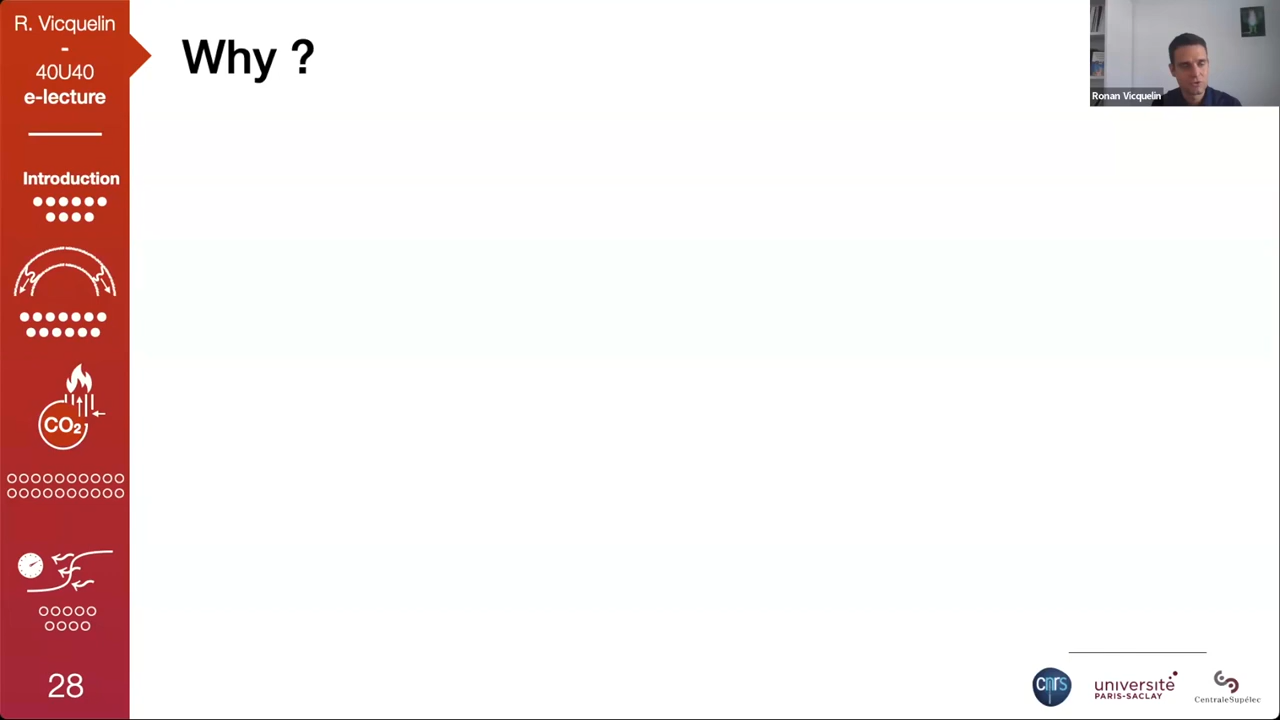 R. Vicquelin
-
40U40
e-lecture
Introduction
CO₂
28
Why ?
Ronan Vicquelin
cnrs
université
PARIS-SACLAY
CentraleSupélec